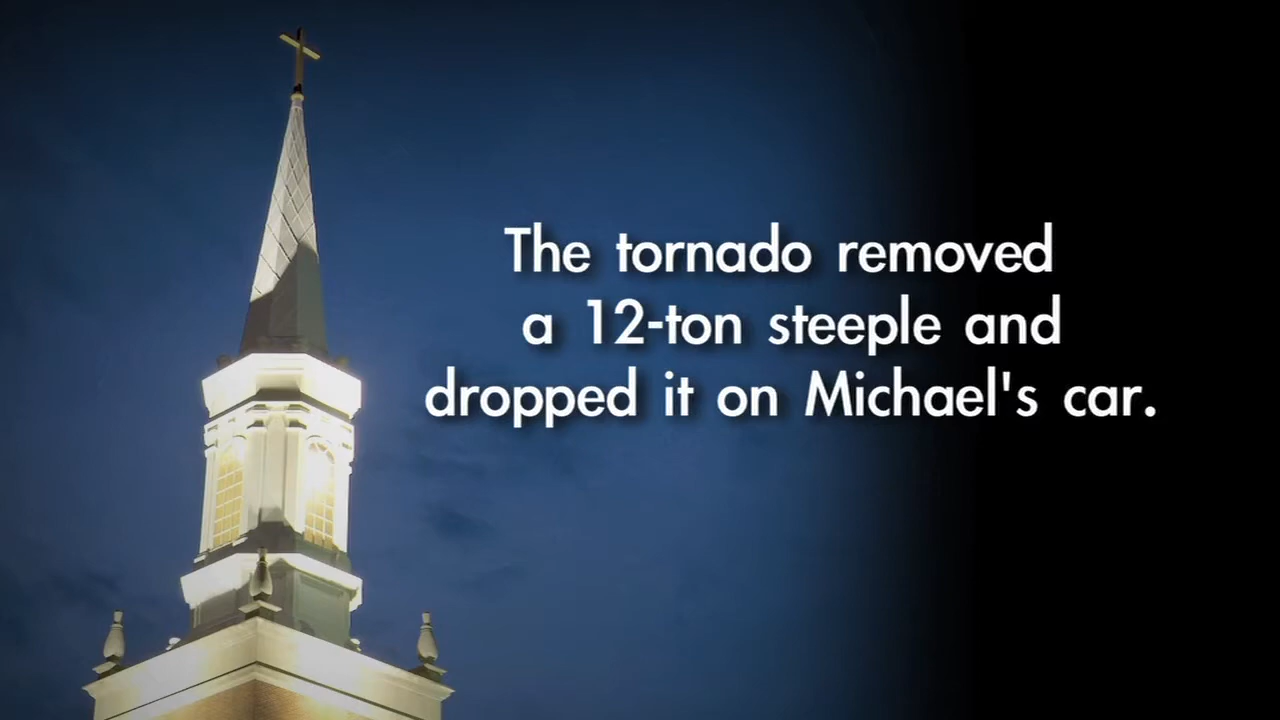 The tornado removed
a 12-ton steeple and
dropped it on Michael's car.